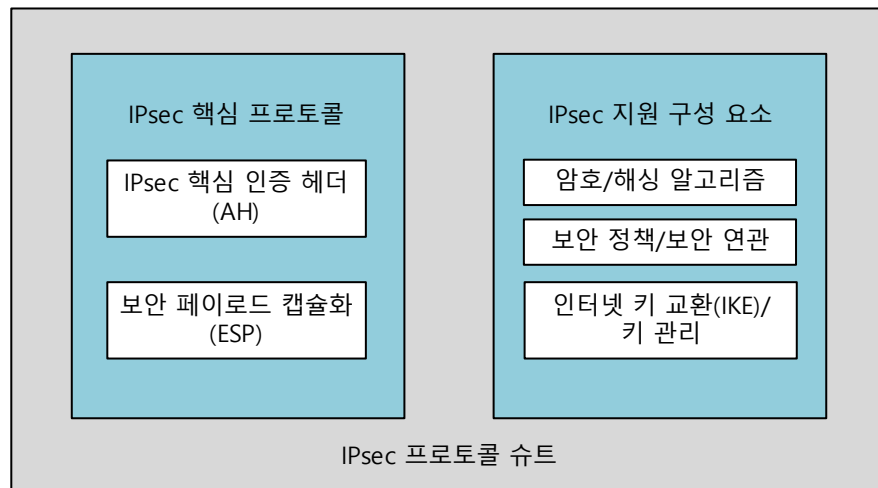 IPsec 핵심 프로토콜
IPsec 핵심 인증 헤더
(AH)
보안 페이로드 캡슐화
(ESP)
IPsec 지원 구성 요소
암호/해싱 알고리즘
보안 정책/보안 연관
인터넷 키 교환(IKE)/
키 관리
IPsec 프로토콜 슈트